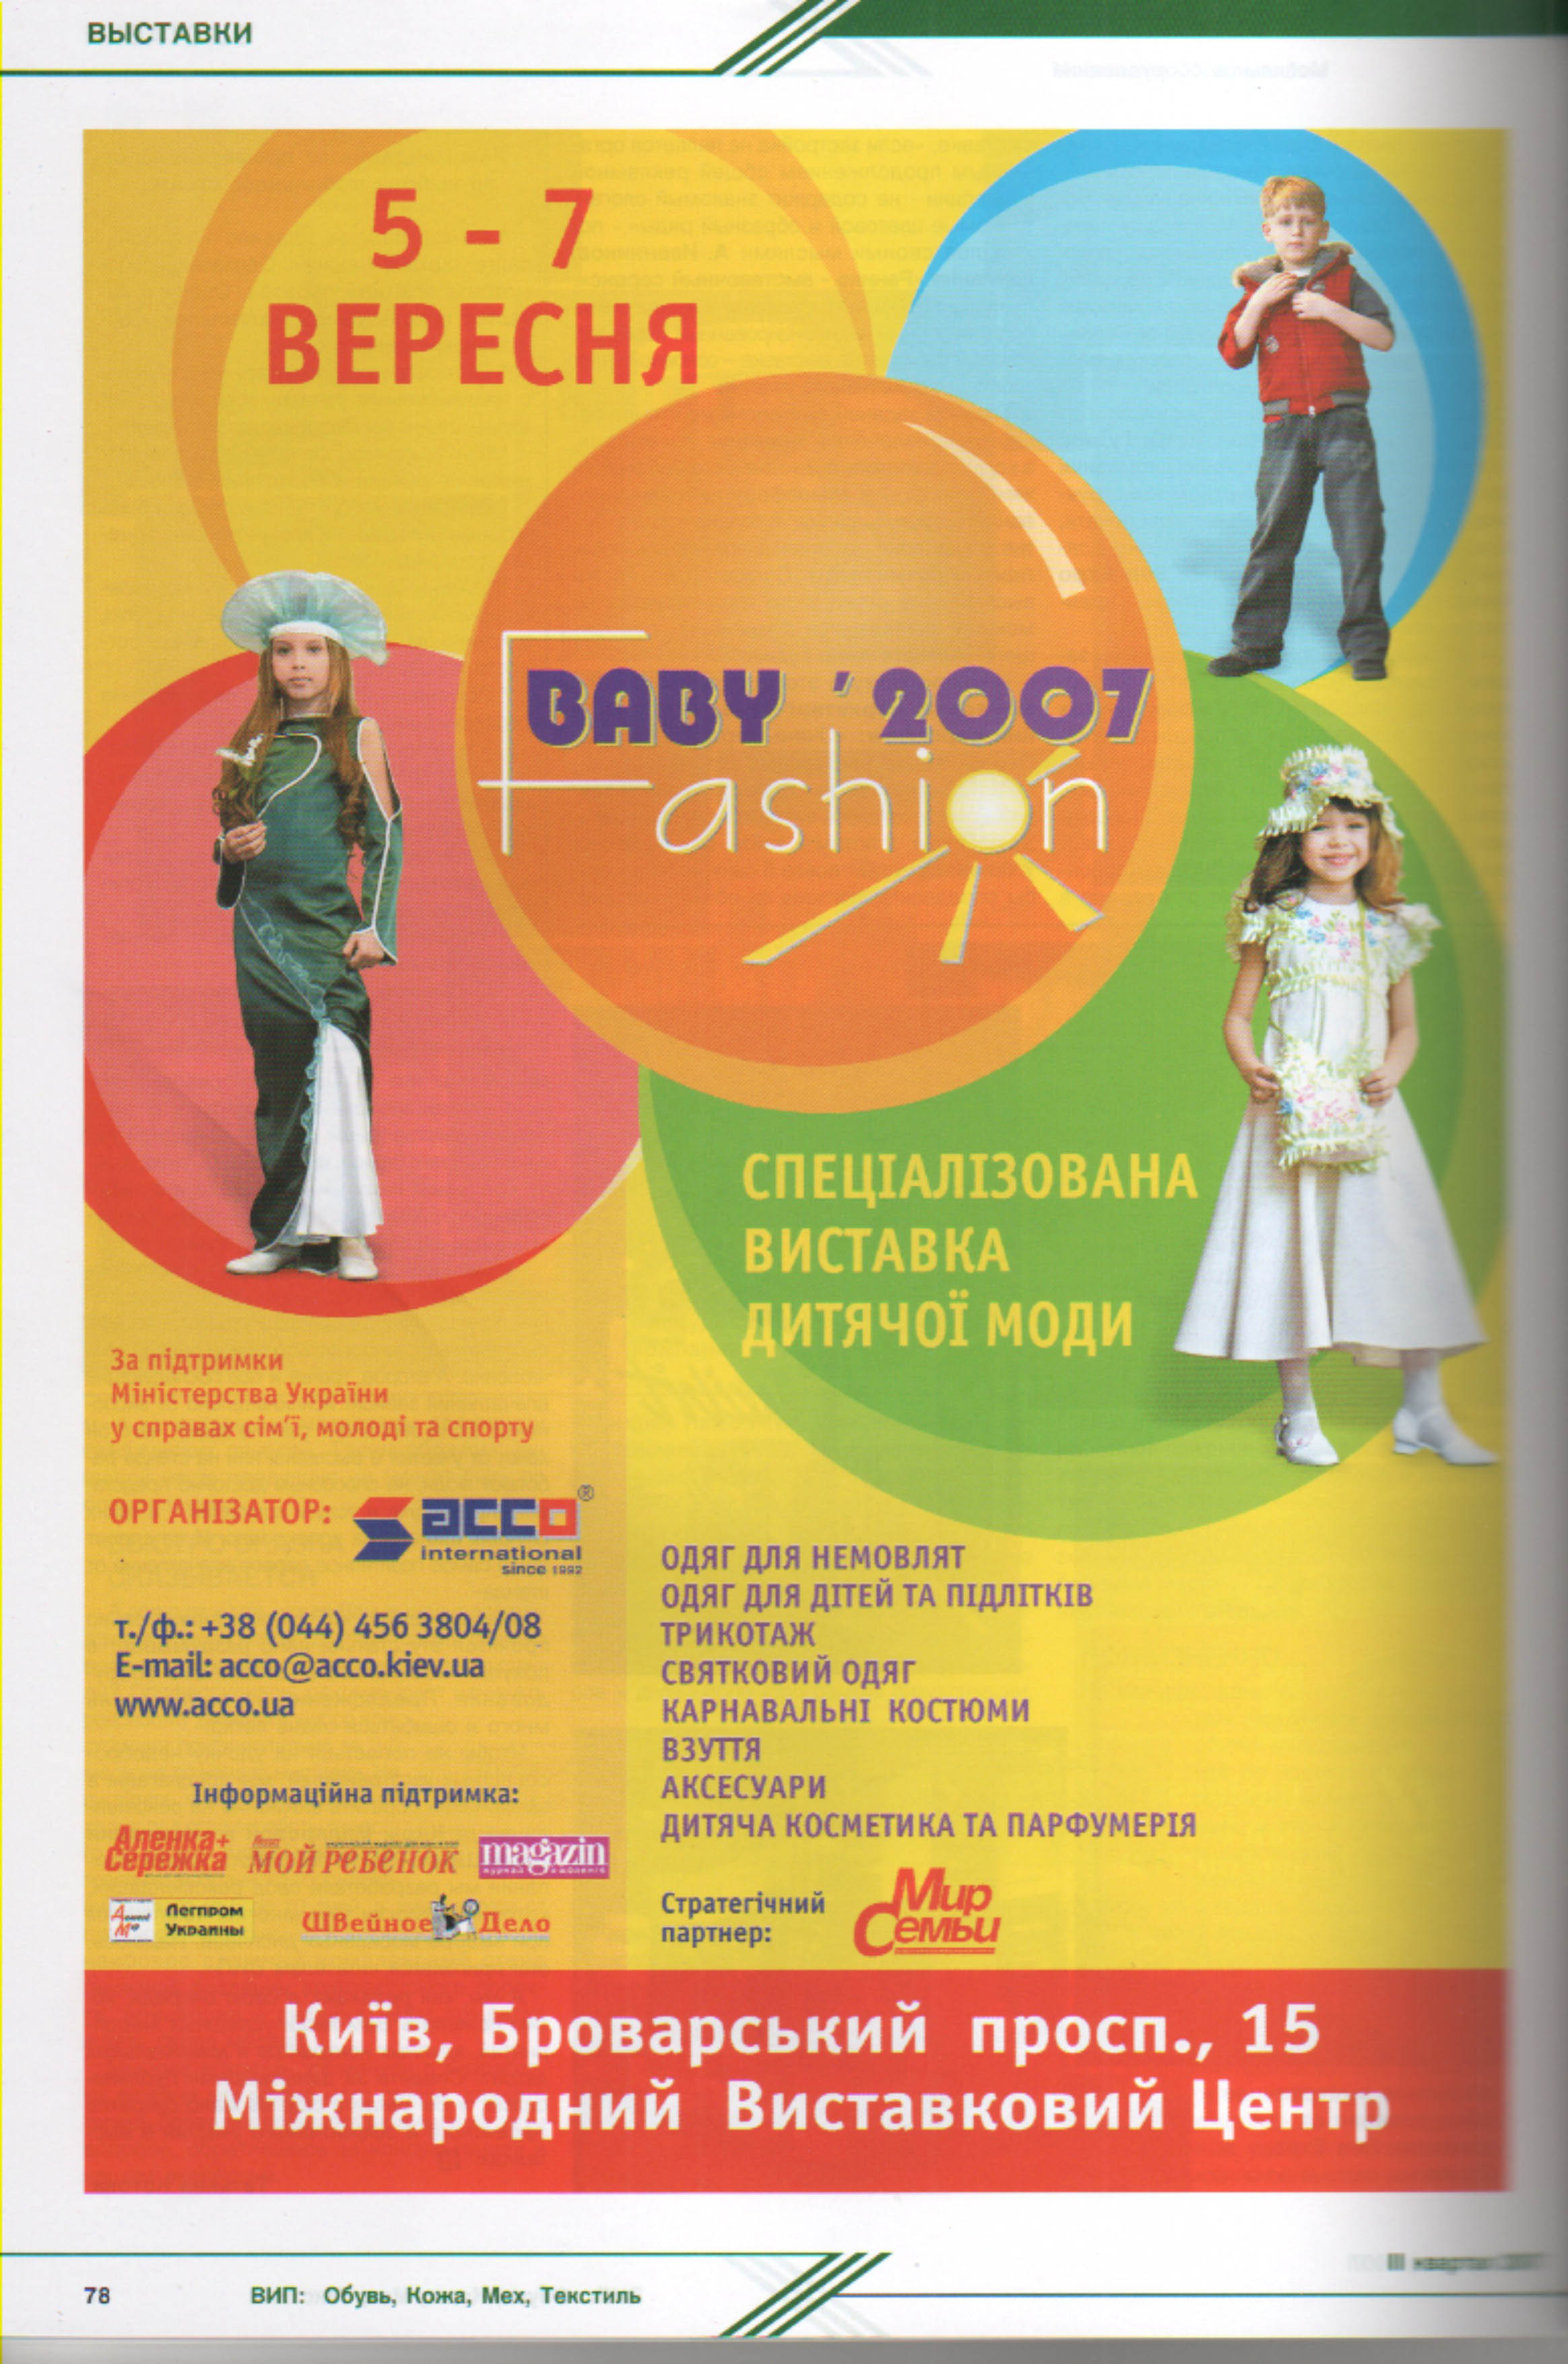 ВЫСТАВКИ
5 - 7
ВЕРЕСНЯ
BABY '2007
Fashion
СПЕЦІАЛІЗОВАНА
ВИСТАВКА
ДИТЯЧОЇ МОДИ
За підтримки
Міністерства України
у справах сім'ї, молоді та спорту
ОРГАНІЗАТОР:
acco®
international
since 1992
т./ф.: +38 (044) 456 3804/08
E-mail: acco@acco.kiev.ua
www.acco.ua
Інформаційна підтримка:
Аленка+
Сережка
МОЙ РЕБЕНОК
magazin
Легпром
Украины
Швейное Дело
ОДЯГ ДЛЯ НЕМОВЛЯТ
ОДЯГ ДЛЯ ДІТЕЙ ТА ПІДЛІТКІВ
ТРИКОТАЖ
СВЯТКОВИЙ ОДЯГ
КАРНАВАЛЬНІ КОСТЮМИ
ВЗУТТЯ
АКСЕСУАРИ
ДИТЯЧА КОСМЕТИКА ТА ПАРФУМЕРІЯ
Стратегічний
партнер:
Мир
Семьи
Київ, Броварський просп., 15
Міжнародний Виставковий Центр
78
ВИП: Обувь, Кожа, Мех, Текстиль